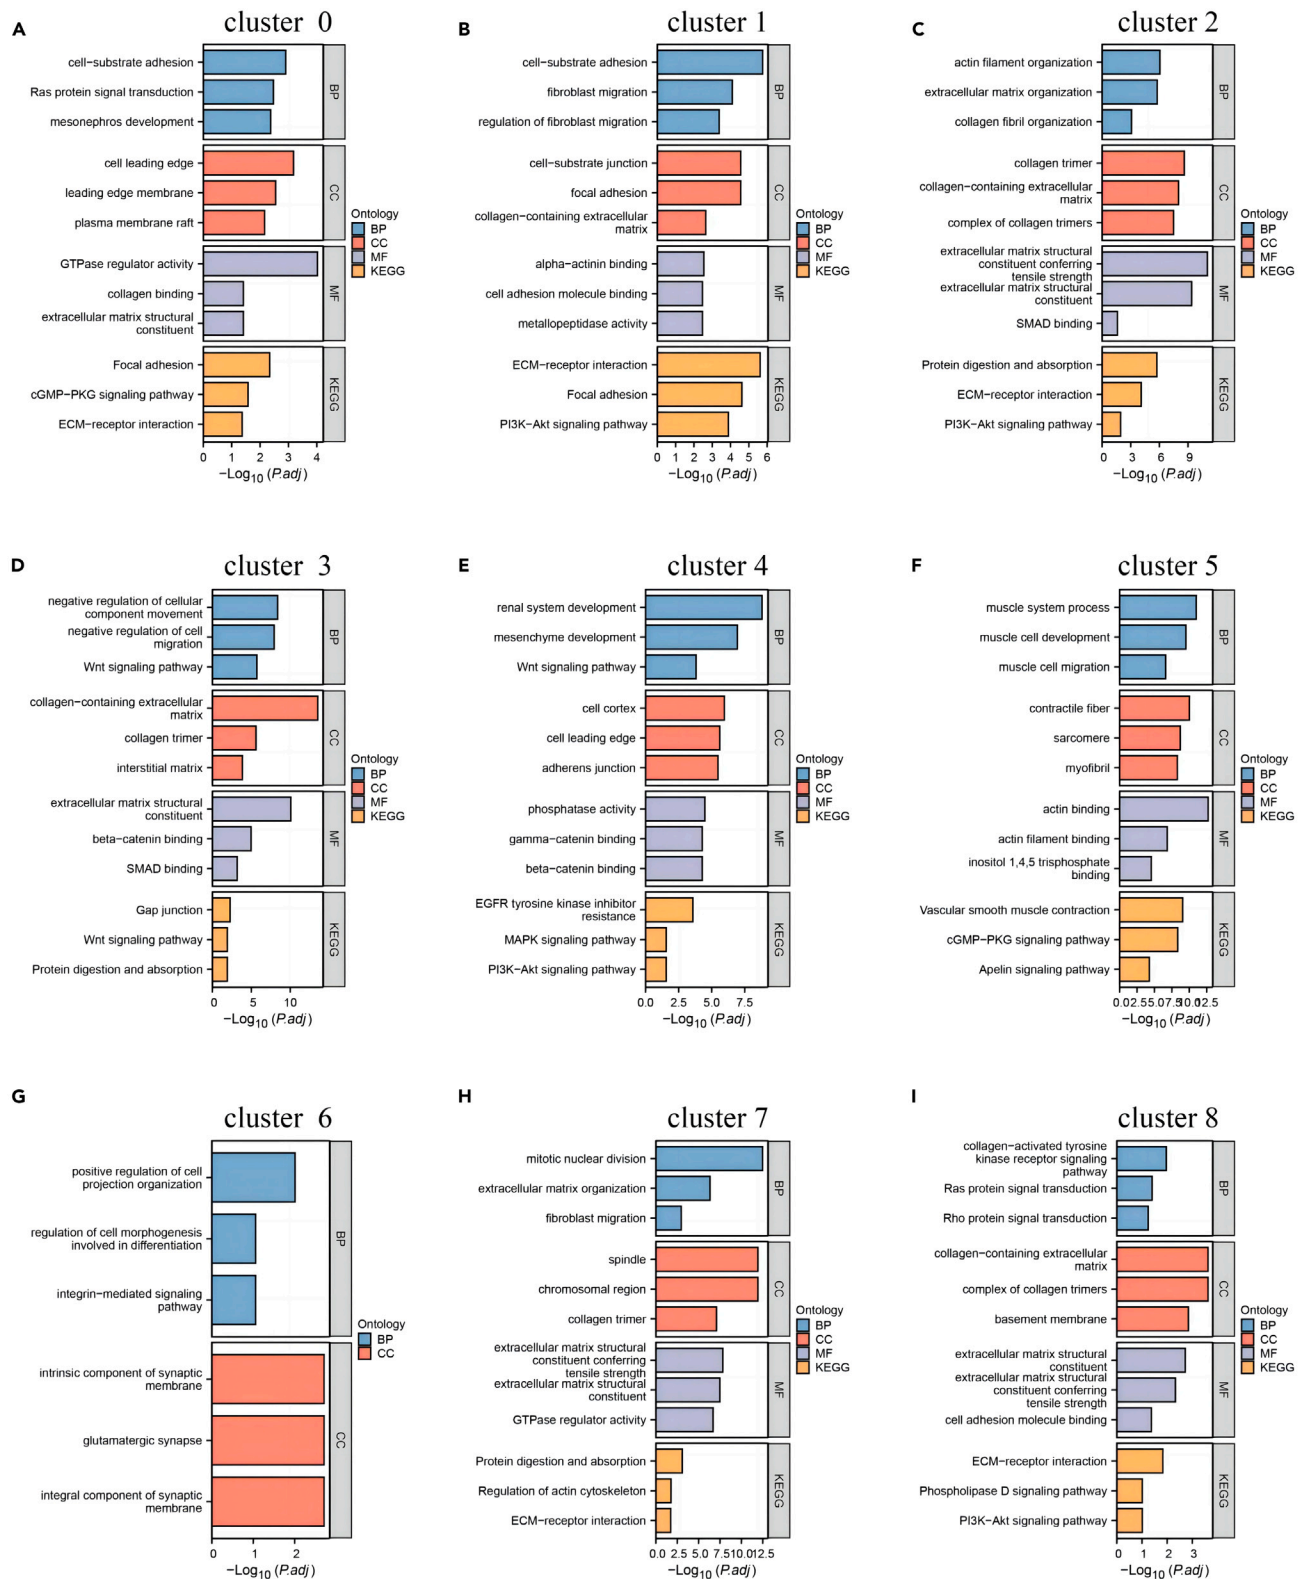 A
cluster 0
cell−substrate adhesion
Ras protein signal transduction
mesonephros development
BP
cell leading edge
leading edge membrane
plasma membrane raft
CC
GTPase regulator activity
collagen binding
extracellular matrix structural
constituent
MF
Focal adhesion
cGMP−PKG signaling pathway
ECM−receptor interaction
KEGG
0 1 2 3 4
−Log10 (P.adj)
Ontology
BP
CC
MF
KEGG
B
cluster 1
cell−substrate adhesion
fibroblast migration
regulation of fibroblast migration
BP
cell−substrate junction
focal adhesion
collagen−containing extracellular
matrix
CC
alpha−actinin binding
cell adhesion molecule binding
metallopeptidase activity
MF
ECM−receptor interaction
Focal adhesion
PI3K−Akt signaling pathway
KEGG
0 1 2 3 4 5 6
−Log10 (P.adj)
Ontology
BP
CC
MF
KEGG
C
cluster 2
actin filament organization
extracellular matrix organization
collagen fibril organization
BP
collagen trimer
collagen−containing extracellular
matrix
complex of collagen trimers
CC
extracellular matrix structural
constituent conferring
tensile strength
extracellular matrix structural
constituent
SMAD binding
MF
Protein digestion and absorption
ECM−receptor interaction
PI3K−Akt signaling pathway
KEGG
0 3 6 9
−Log10 (P.adj)
Ontology
BP
CC
MF
KEGG
D
cluster 3
negative regulation of cellular
component movement
negative regulation of cell
migration
Wnt signaling pathway
BP
collagen−containing extracellular
matrix
collagen trimer
interstitial matrix
CC
extracellular matrix structural
constituent
beta−catenin binding
SMAD binding
MF
Gap junction
Wnt signaling pathway
Protein digestion and absorption
KEGG
0 5 10
−Log10 (P.adj)
Ontology
BP
CC
MF
KEGG
E
cluster 4
renal system development
mesenchyme development
Wnt signaling pathway
BP
cell cortex
cell leading edge
adherens junction
CC
phosphatase activity
gamma−catenin binding
beta−catenin binding
MF
EGFR tyrosine kinase inhibitor
resistance
MAPK signaling pathway
PI3K−Akt signaling pathway
KEGG
0.0 2.5 5.0 7.5
−Log10 (P.adj)
Ontology
BP
CC
MF
KEGG
F
cluster 5
muscle system process
muscle cell development
muscle cell migration
BP
contractile fiber
sarcomere
myofibril
CC
actin binding
actin filament binding
inositol 1,4,5 trisphosphate
binding
MF
Vascular smooth muscle contraction
cGMP−PKG signaling pathway
Apelin signaling pathway
KEGG
0.0 2.5 5.0 7.5 10.0 12.5
−Log10 (P.adj)
Ontology
BP
CC
MF
KEGG
G
cluster 6
positive regulation of cell
projection organization
regulation of cell morphogenesis
involved in differentiation
integrin−mediated signaling
pathway
BP
intrinsic component of synaptic
membrane
glutamatergic synapse
integral component of synaptic
membrane
CC
0 1 2
−Log10 (P.adj)
Ontology
BP
CC
H
cluster 7
mitotic nuclear division
extracellular matrix organization
fibroblast migration
BP
spindle
chromosomal region
collagen trimer
CC
extracellular matrix structural
constituent conferring
tensile strength
extracellular matrix structural
constituent
GTPase regulator activity
MF
Protein digestion and absorption
Regulation of actin cytoskeleton
ECM−receptor interaction
KEGG
0.0 2.5 5.0 7.5 10.0 12.5
−Log10 (P.adj)
Ontology
BP
CC
MF
KEGG
I
cluster 8
collagen−activated tyrosine
kinase receptor signaling
pathway
Ras protein signal transduction
Rho protein signal transduction
BP
collagen−containing extracellular
matrix
complex of collagen trimers
basement membrane
CC
extracellular matrix structural
constituent
extracellular matrix structural
constituent conferring
tensile strength
cell adhesion molecule binding
MF
ECM−receptor interaction
Phospholipase D signaling pathway
PI3K−Akt signaling pathway
KEGG
0 1 2 3
−Log10 (P.adj)
Ontology
BP
CC
MF
KEGG